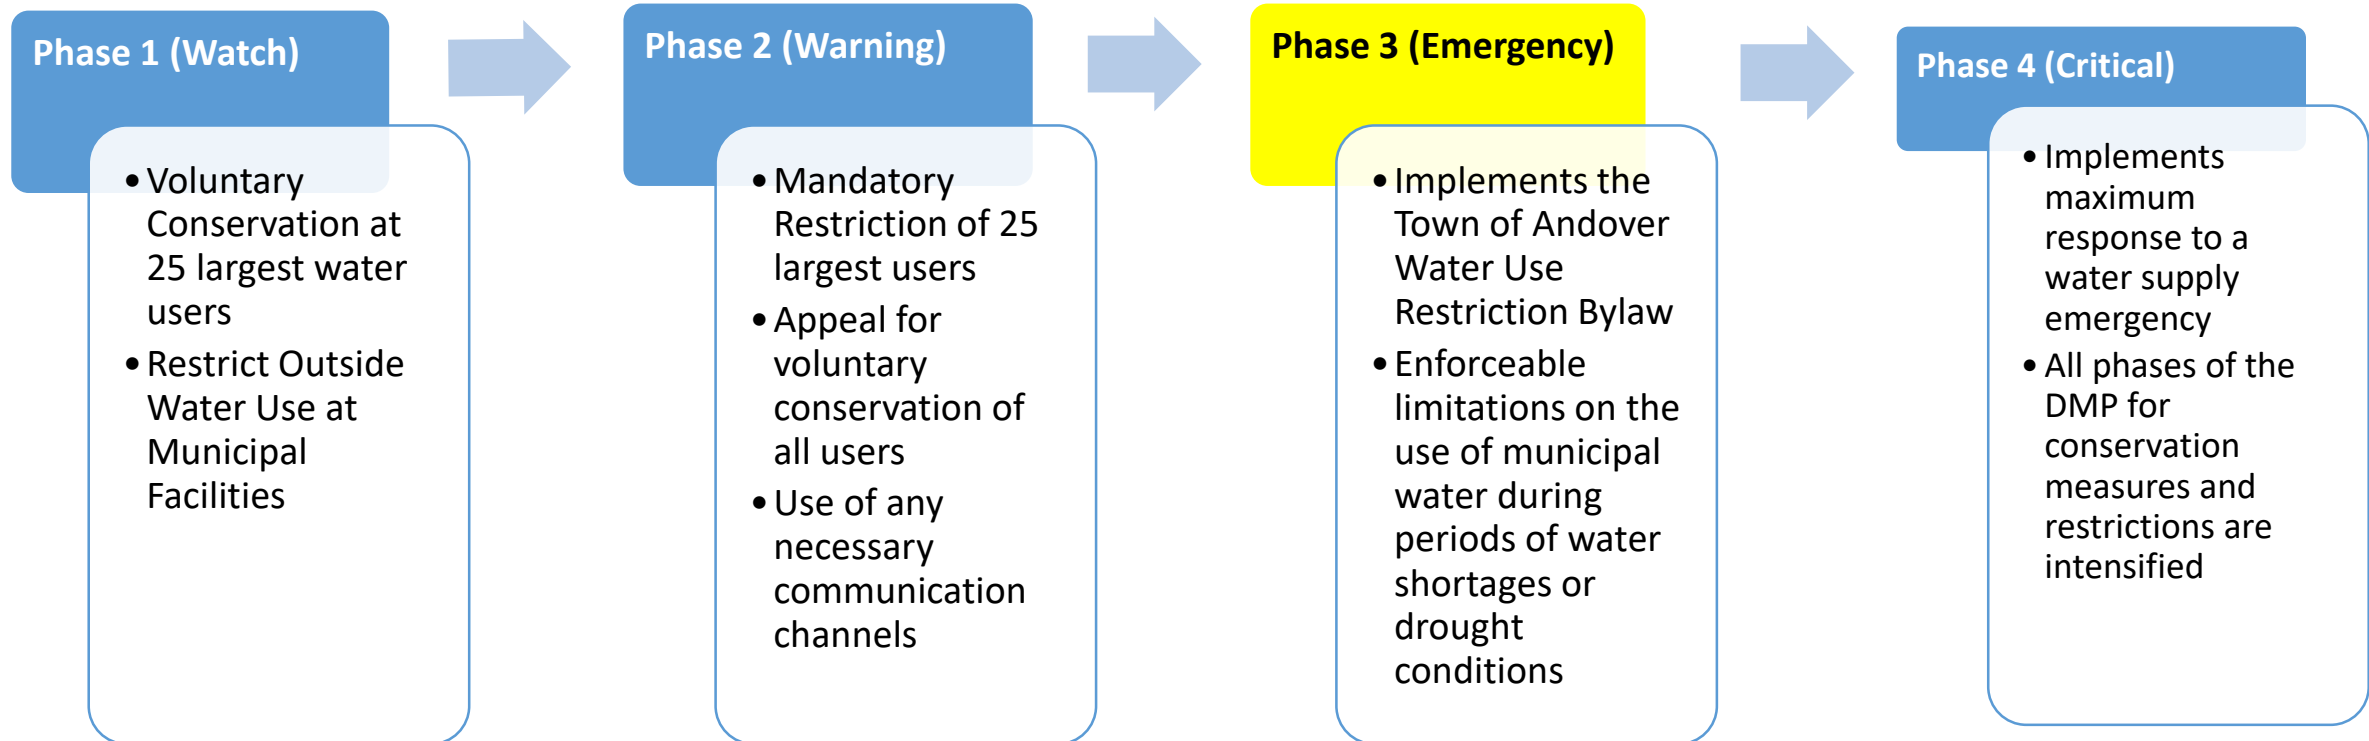 Phase 1 (Watch)
• Voluntary
Conservation at
25 largest water
users
• Restrict Outside
Water Use at
Municipal
Facilities
Phase 2 (Warning)
• Mandatory
Restriction of 25
largest users
• Appeal for
voluntary
conservation of
all users
• Use of any
necessary
communication
channels
Phase 3 (Emergency)
• Implements the
Town of Andover
Water Use
Restriction Bylaw
• Enforceable
limitations on the
use of municipal
water during
periods of water
shortages or
drought
conditions
Phase 4 (Critical)
• Implements
maximum
response to a
water supply
emergency
• All phases of the
DMP for
conservation
measures and
restrictions are
intensified